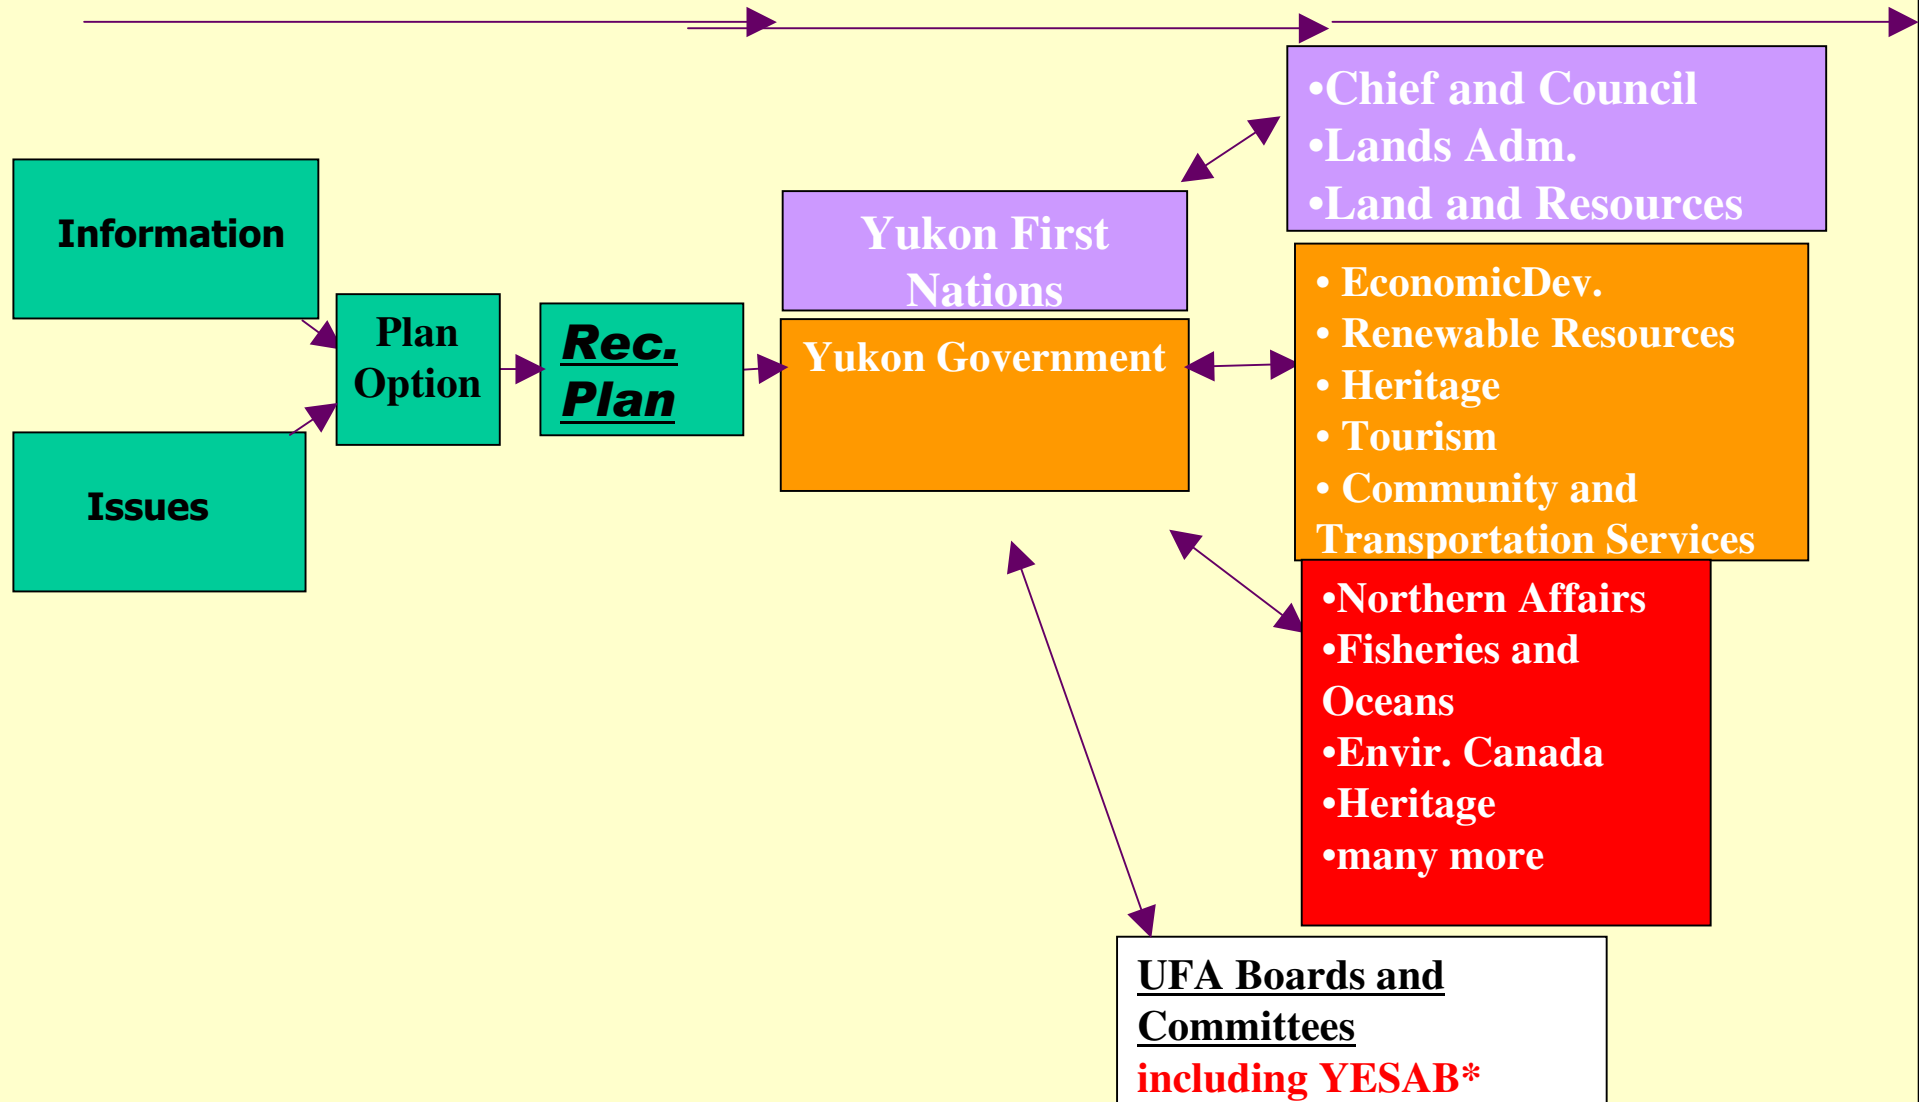 Information
Issues
Plan
Option
Rec.
Plan
Yukon First
Nations
Yukon Government
•Chief and Council
•Lands Adm.
•Land and Resources
• EconomicDev.
• Renewable Resources
• Heritage
• Tourism
• Community and
Transportation Services
•Northern Affairs
•Fisheries and
Oceans
•Envir. Canada
•Heritage
•many more
UFA Boards and
Committees
including YESAB*